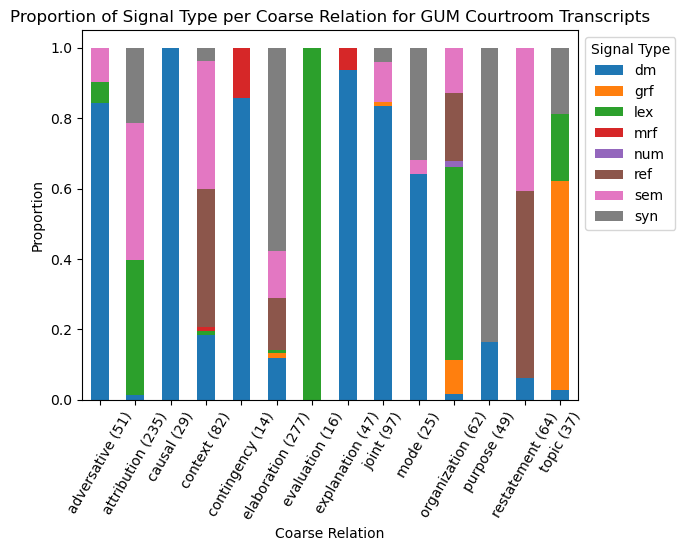 Proportion of Signal Type per Coarse Relation for GUM Courtroom Transcripts
Signal Type
dm
grf
lex
mrf
num
ref
sem
syn
Proportion
1.0
0.8
0.6
0.4
0.2
0.0
adversative (51)
attribution (235)
causal (29)
context (82)
contingency (14)
elaboration (277)
evaluation (16)
explanation (47)
joint (97)
mode (25)
organization (62)
purpose (49)
restatement (64)
topic (37)
Coarse Relation